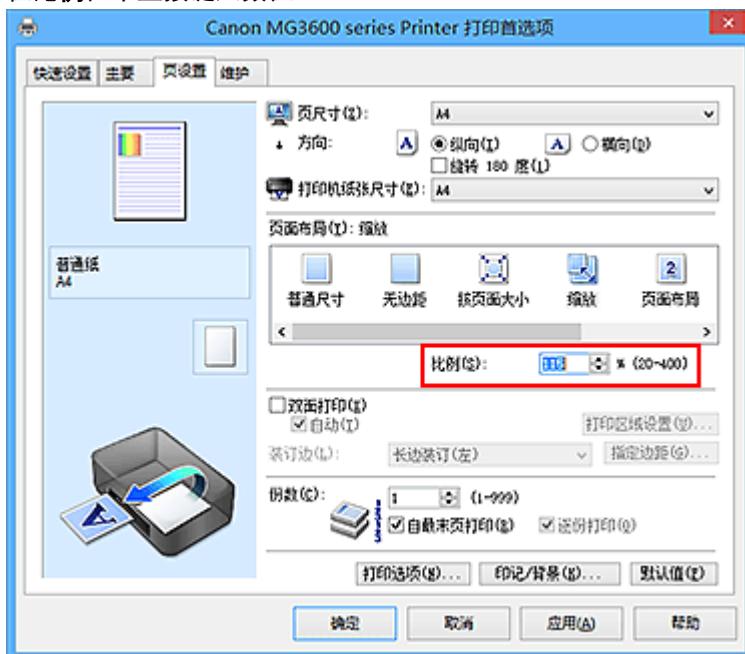 Canon MG3600 series Printer 打印首选项
快速设置 主要 页设置 维护
页尺寸(Z): A4
方向: A 纵向(I) A 横向(P)
旋转 180 度(L)
打印机纸张尺寸(E): A4
页面布局(T): 缩放
普通纸
A4
普通尺寸 无边距 按页面大小 缩放 2 页面布局
比例(S): % (20-400)
双面打印(X)
自动(T)
打印区域设置(U)...
装订边(L): 长边装订(左) 指定边距(G)...
份数(C): 1 (1-999)
自最末页打印(R) 逐份打印(O)
打印选项(N)... 印记/背景(B)... 默认值(F)
确定 取消 应用(A) 帮助